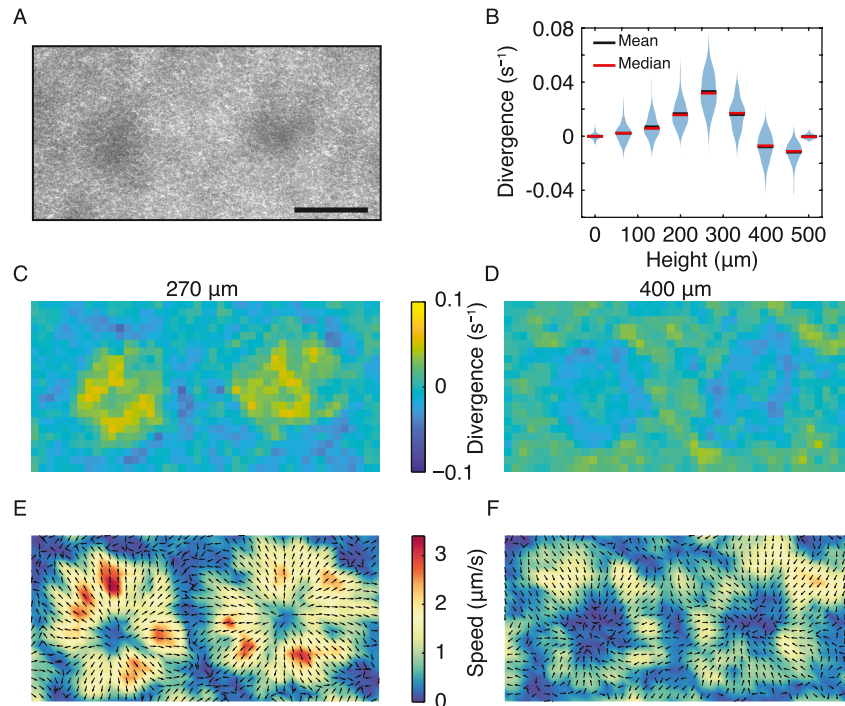 A
B
Divergence (s⁻¹)
0.08
0.04
0
-0.04
Mean
Median
0 100 200 300 400 500
Height (μm)
C
270 μm
D
400 μm
0.1
0
−0.1
Divergence (s⁻¹)
E
F
3
2
1
0
Speed (μm/s)